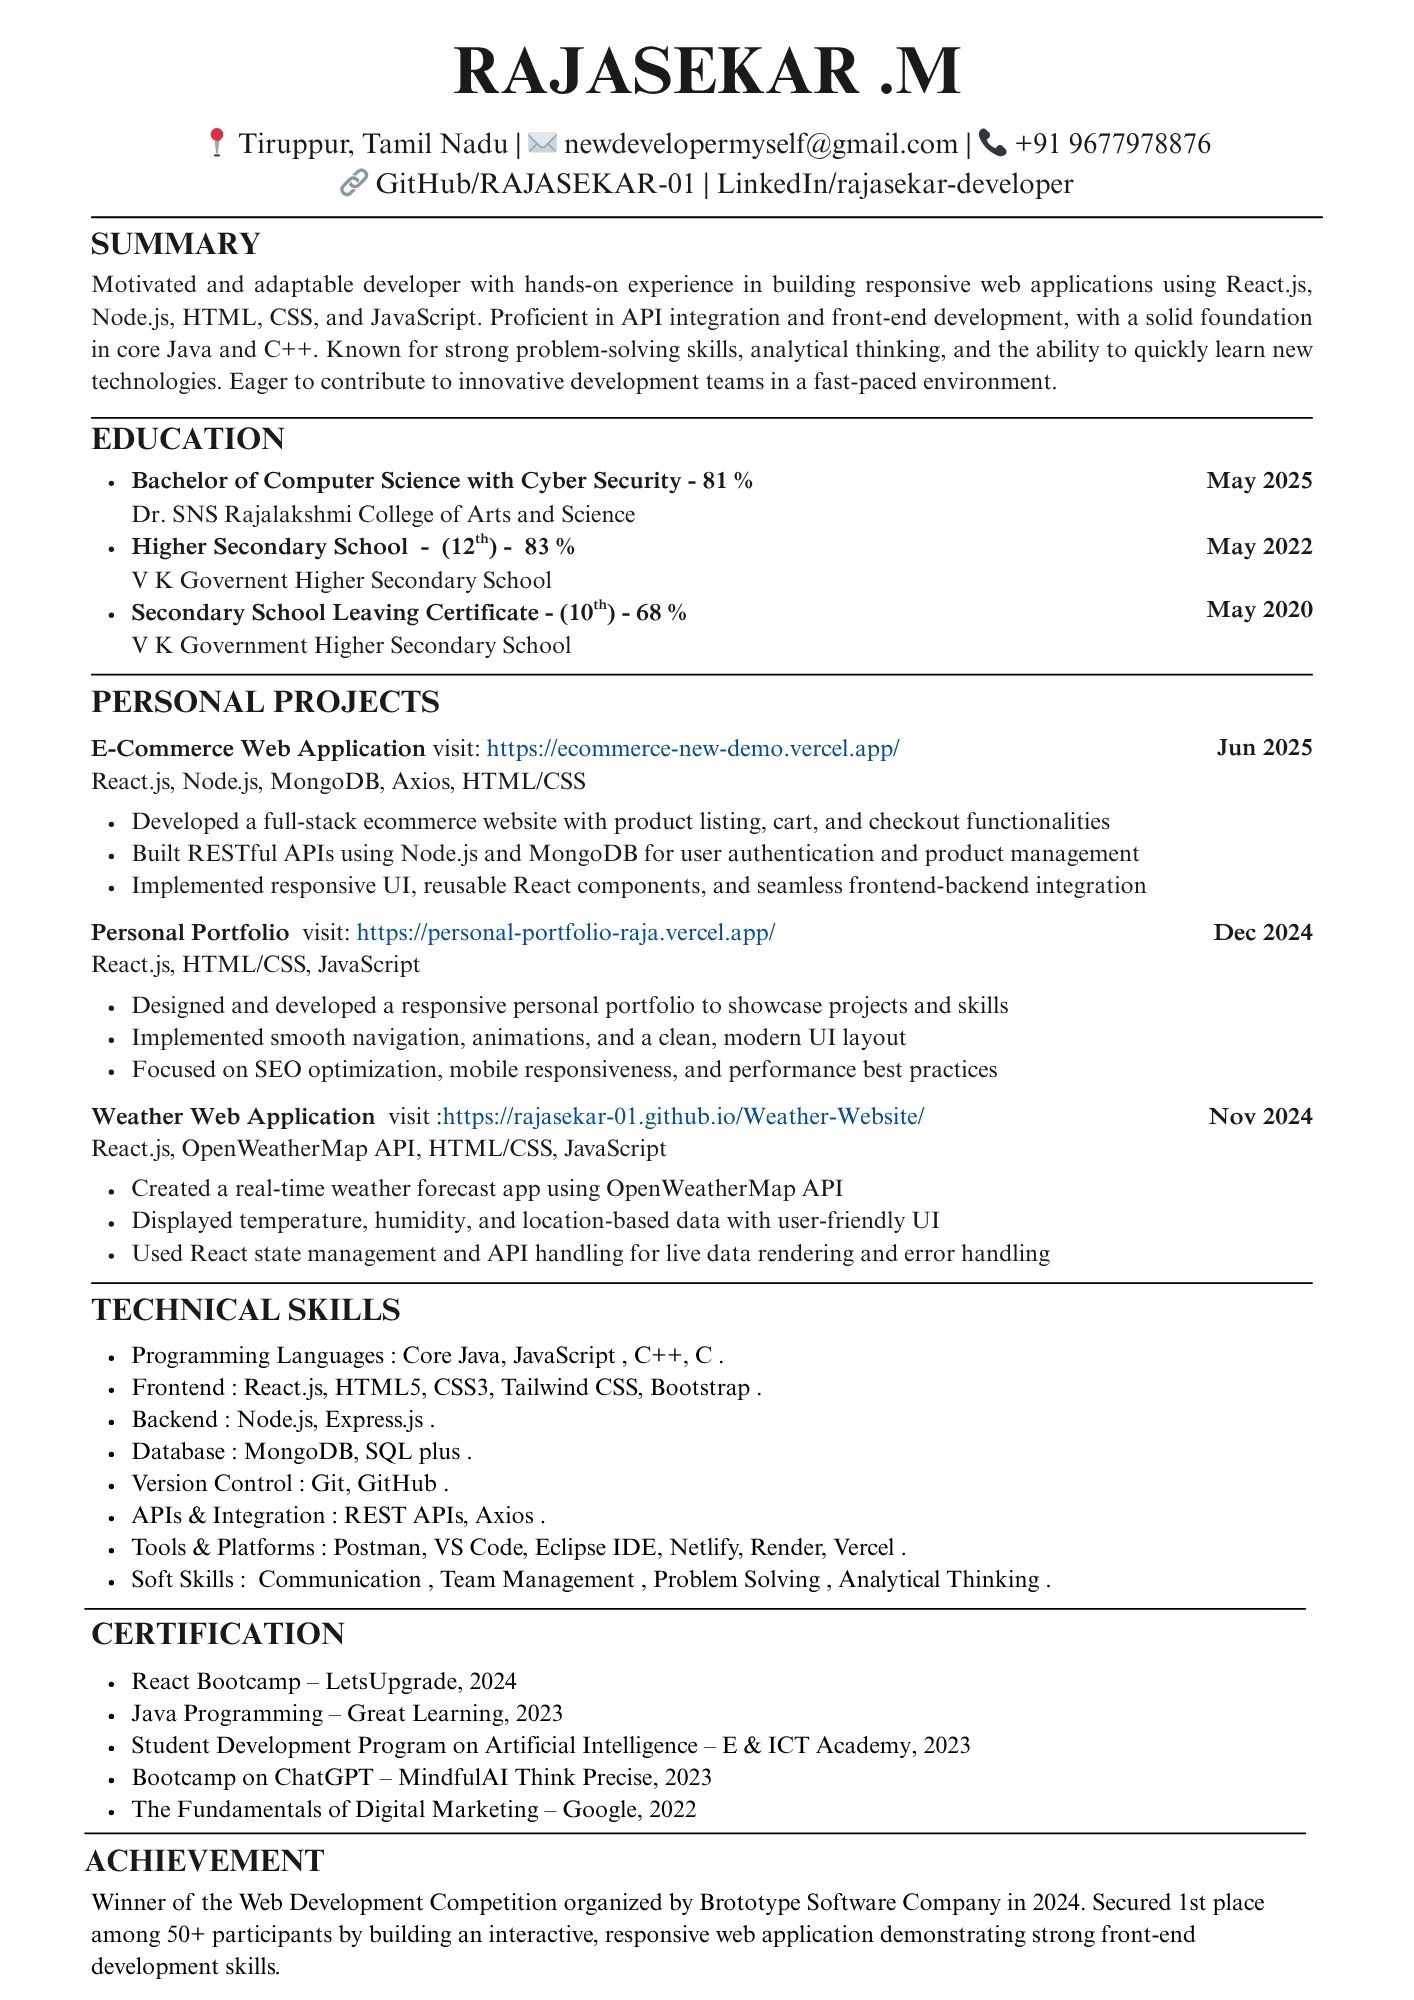 RAJASEKAR .M
📍 Tiruppur, Tamil Nadu | ✉️ newdevelopermyself@gmail.com | 📞 +91 9677978876
🔗 GitHub/RAJASEKAR-01 | LinkedIn/rajasekar-developer
SUMMARY
Motivated and adaptable developer with hands-on experience in building responsive web applications using React.js,
Node.js, HTML, CSS, and JavaScript. Proficient in API integration and front-end development, with a solid foundation
in core Java and C++. Known for strong problem-solving skills, analytical thinking, and the ability to quickly learn new
technologies. Eager to contribute to innovative development teams in a fast-paced environment.
EDUCATION
• Bachelor of Computer Science with Cyber Security - 81 % May 2025
Dr. SNS Rajalakshmi College of Arts and Science
• Higher Secondary School - (12th) - 83 % May 2022
V K Governent Higher Secondary School
• Secondary School Leaving Certificate - (10th) - 68 % May 2020
V K Government Higher Secondary School
PERSONAL PROJECTS
E-Commerce Web Application visit: https://ecommerce-new-demo.vercel.app/ Jun 2025
React.js, Node.js, MongoDB, Axios, HTML/CSS
• Developed a full-stack ecommerce website with product listing, cart, and checkout functionalities
• Built RESTful APIs using Node.js and MongoDB for user authentication and product management
• Implemented responsive UI, reusable React components, and seamless frontend-backend integration
Personal Portfolio visit: https://personal-portfolio-raja.vercel.app/ Dec 2024
React.js, HTML/CSS, JavaScript
• Designed and developed a responsive personal portfolio to showcase projects and skills
• Implemented smooth navigation, animations, and a clean, modern UI layout
• Focused on SEO optimization, mobile responsiveness, and performance best practices
Weather Web Application visit :https://rajasekar-01.github.io/Weather-Website/ Nov 2024
React.js, OpenWeatherMap API, HTML/CSS, JavaScript
• Created a real-time weather forecast app using OpenWeatherMap API
• Displayed temperature, humidity, and location-based data with user-friendly UI
• Used React state management and API handling for live data rendering and error handling
TECHNICAL SKILLS
• Programming Languages : Core Java, JavaScript , C++, C .
• Frontend : React.js, HTML5, CSS3, Tailwind CSS, Bootstrap .
• Backend : Node.js, Express.js .
• Database : MongoDB, SQL plus .
• Version Control : Git, GitHub .
• APIs & Integration : REST APIs, Axios .
• Tools & Platforms : Postman, VS Code, Eclipse IDE, Netlify, Render, Vercel .
• Soft Skills : Communication , Team Management , Problem Solving , Analytical Thinking .
CERTIFICATION
• React Bootcamp – LetsUpgrade, 2024
• Java Programming – Great Learning, 2023
• Student Development Program on Artificial Intelligence – E & ICT Academy, 2023
• Bootcamp on ChatGPT – MindfulAI Think Precise, 2023
• The Fundamentals of Digital Marketing – Google, 2022
ACHIEVEMENT
Winner of the Web Development Competition organized by Brototype Software Company in 2024. Secured 1st place
among 50+ participants by building an interactive, responsive web application demonstrating strong front-end
development skills.